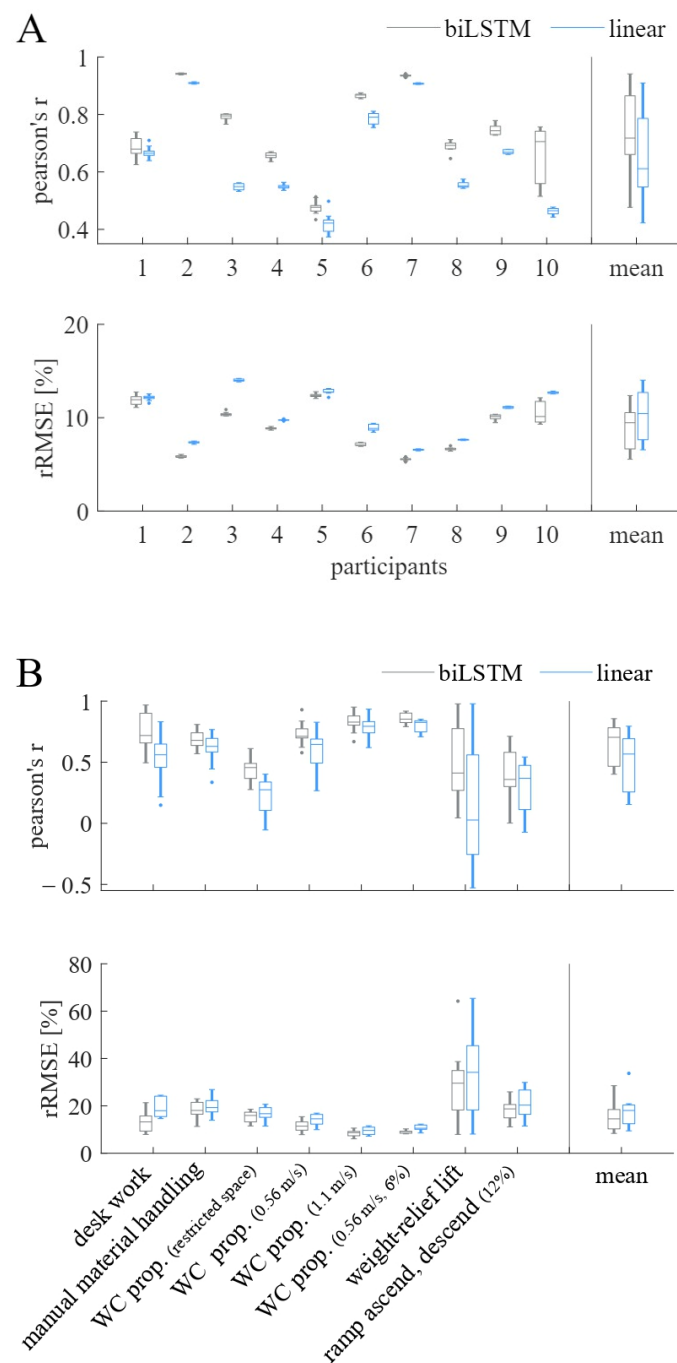 A
biLSTM linear
pearson's r
1
0.8
0.6
0.4
1 2 3 4 5 6 7 8 9 10 mean
rRMSE [%]
20
10
0
1 2 3 4 5 6 7 8 9 10 mean
participants
B
biLSTM linear
pearson's r
1
0.5
0
– 0.5
rRMSE [%]
80
60
40
20
0
desk work
manual material handling
WC prop. (restricted space)
WC prop. (0.56 m/s)
WC prop. (1.1 m/s)
WC prop. (0.56 m/s, 6%)
weight-relief lift
ramp ascend, descend (12%)
mean